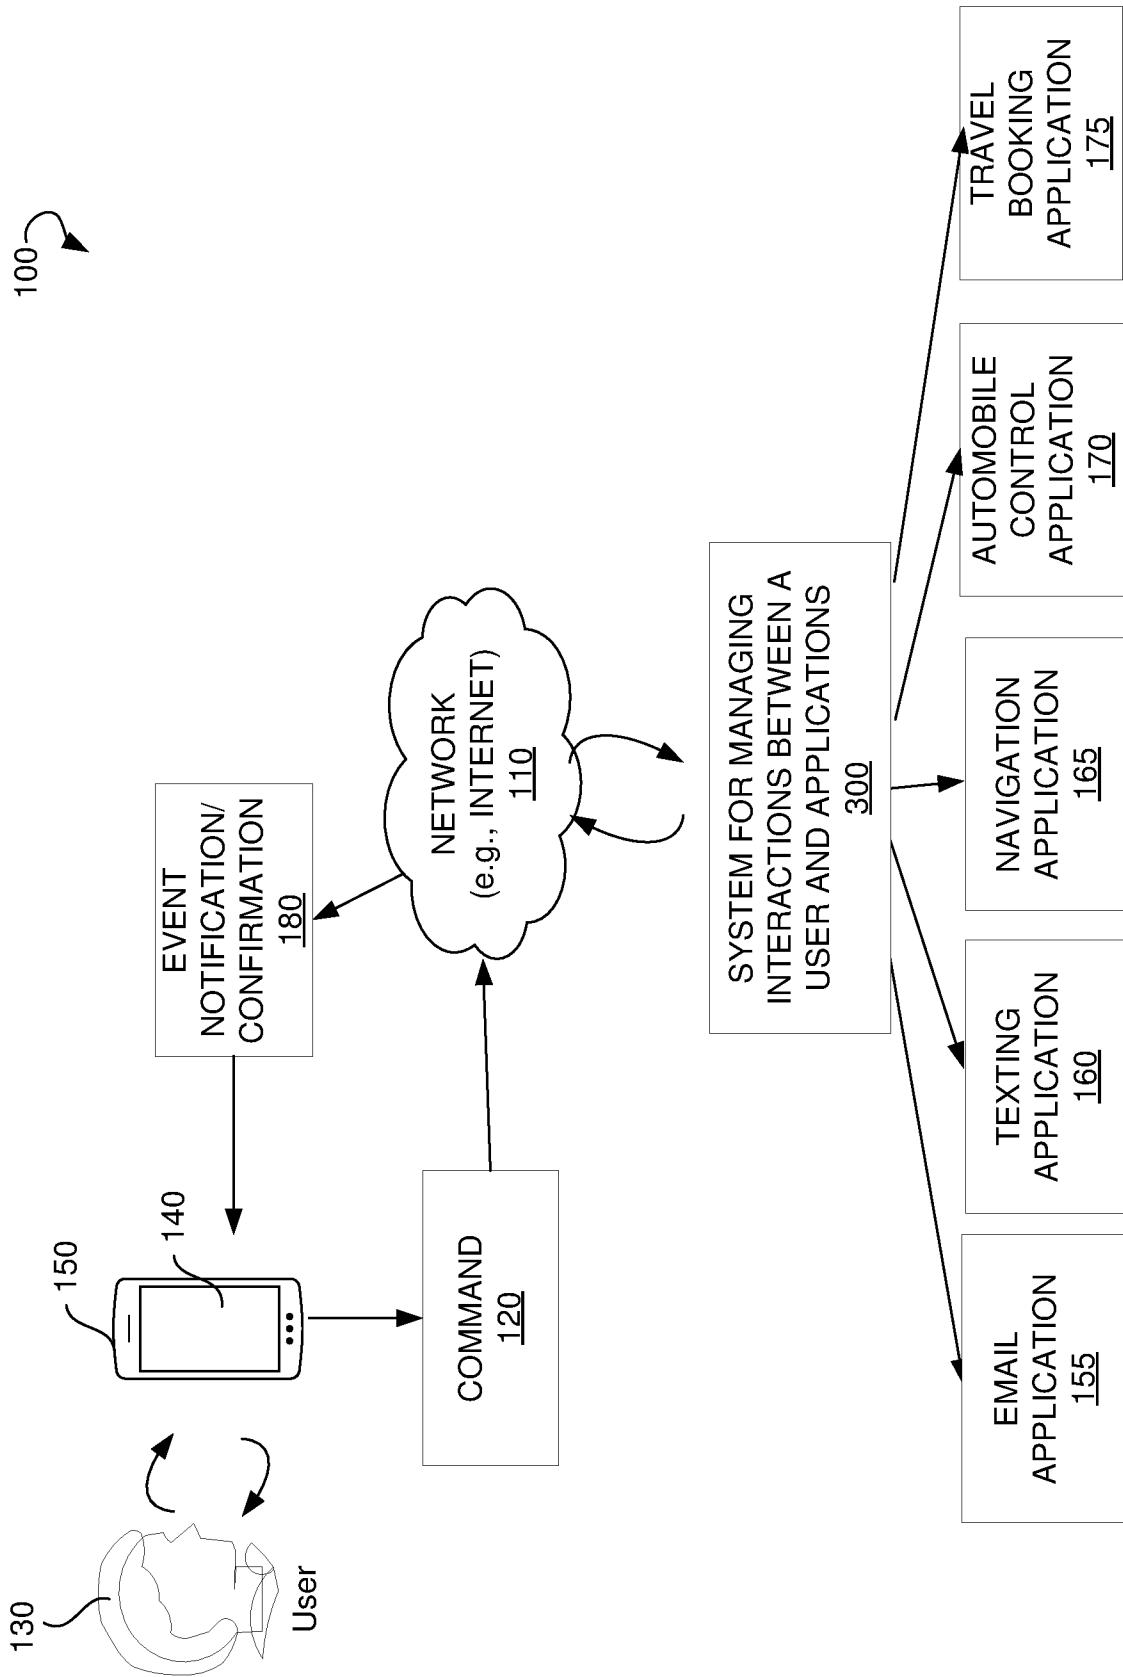 100
130
User
150
140
EVENT
NOTIFICATION/
CONFIRMATION
180
COMMAND
120
NETWORK
(e.g., INTERNET)
110
SYSTEM FOR MANAGING
INTERACTIONS BETWEEN A
USER AND APPLICATIONS
300
EMAIL
APPLICATION
155
TEXTING
APPLICATION
160
NAVIGATION
APPLICATION
165
AUTOMOBILE
CONTROL
APPLICATION
170
TRAVEL
BOOKING
APPLICATION
175